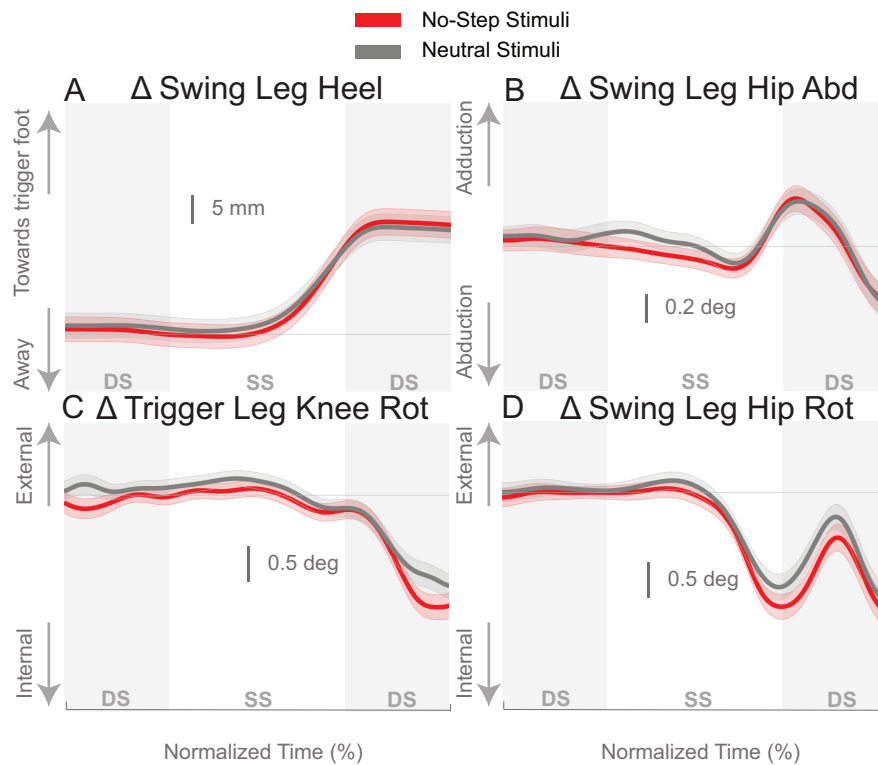 No-Step Stimuli
Neutral Stimuli
A Δ Swing Leg Heel
Towards trigger foot
Away
5 mm
DS SS DS
B Δ Swing Leg Hip Abd
Adduction
Abduction
0.2 deg
DS SS DS
C Δ Trigger Leg Knee Rot
External
Internal
0.5 deg
DS SS DS
Normalized Time (%)
D Δ Swing Leg Hip Rot
External
Internal
0.5 deg
DS SS DS
Normalized Time (%)